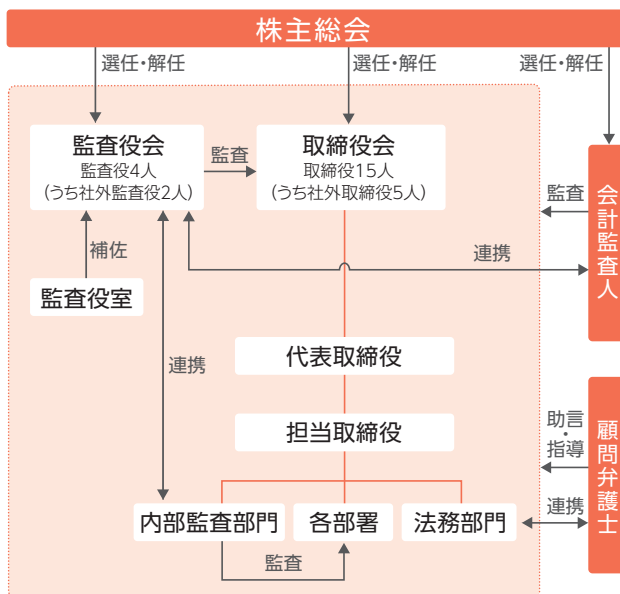 株主総会
選任・解任
選任・解任
選任・解任
監査役会
監査役4人
(うち社外監査役2人)
監査
取締役会
取締役15人
(うち社外取締役5人)
監査
会計監査人
補佐
連携
監査役室
代表取締役
連携
担当取締役
助言・指導
顧問弁護士
内部監査部門
各部署
法務部門
連携
監査